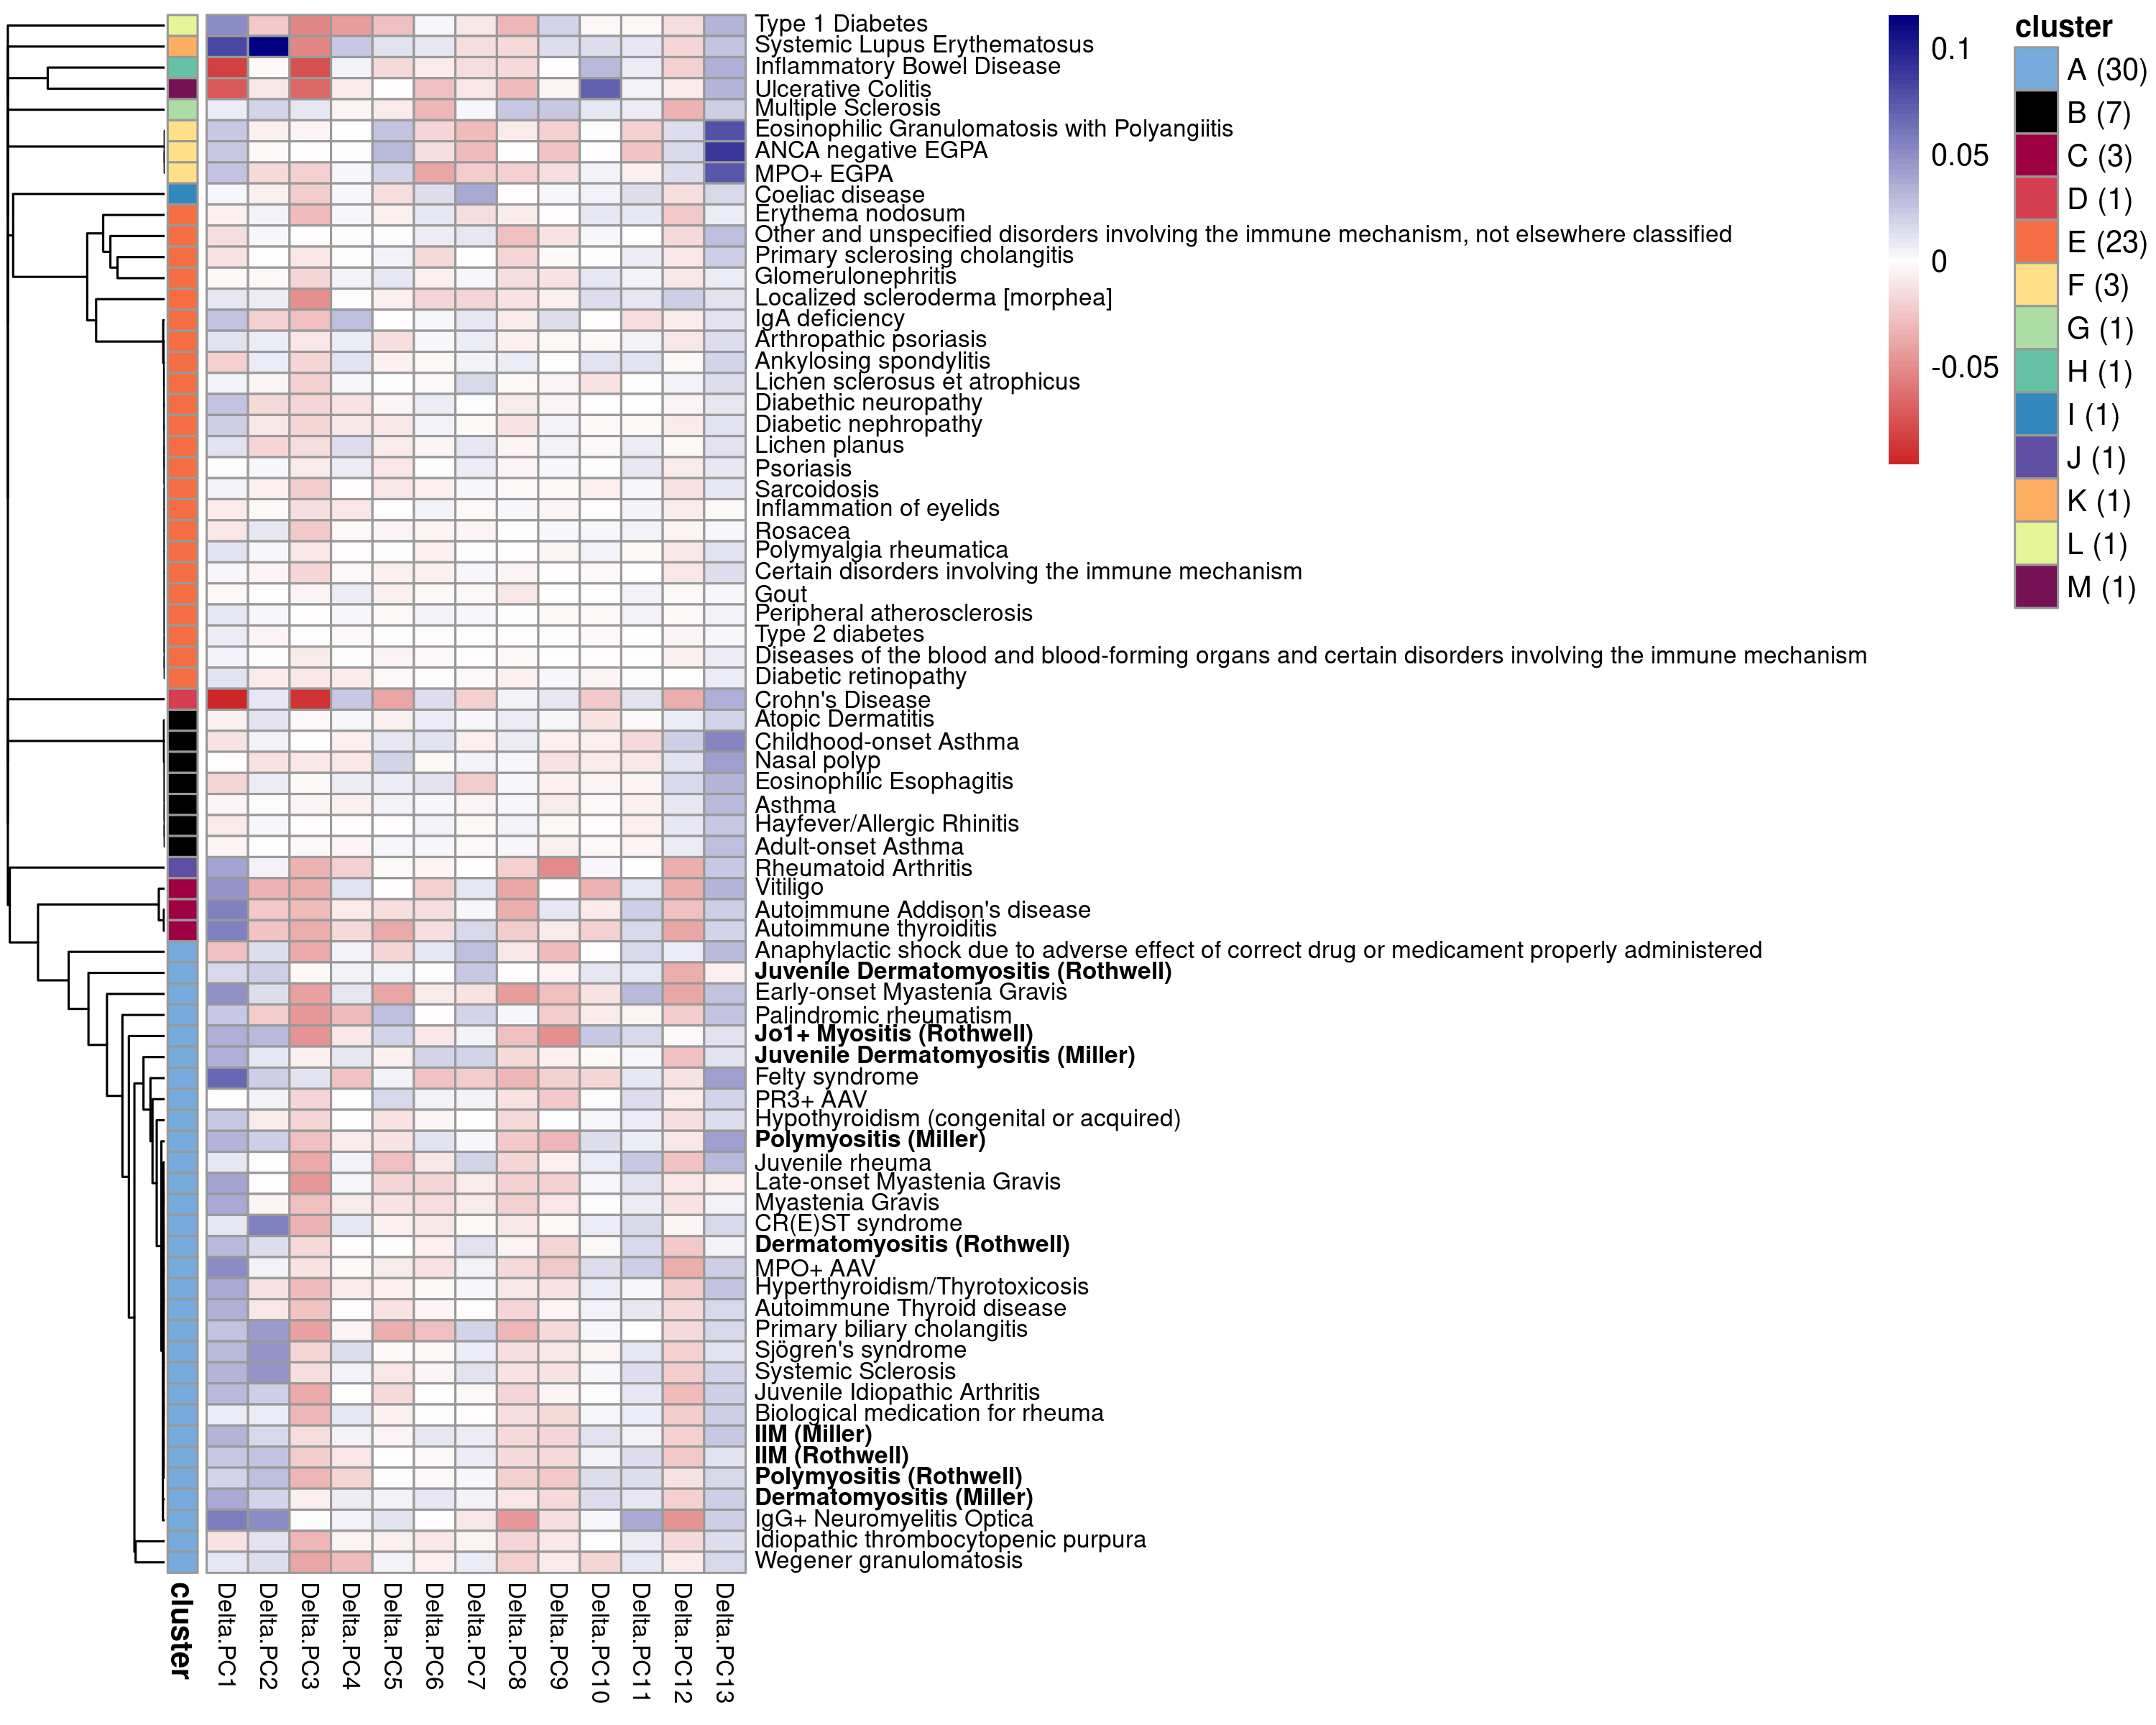 Type 1 Diabetes
Systemic Lupus Erythematosus
Inflammatory Bowel Disease
Ulcerative Colitis
Multiple Sclerosis
Eosinophilic Granulomatosis with Polyangiitis
ANCA negative EGPA
MPO+ EGPA
Coeliac disease
Erythema nodosum
Other and unspecified disorders involving the immune mechanism, not elsewhere classified
Primary sclerosing cholangitis
Glomerulonephritis
Localized scleroderma [morphea]
IgA deficiency
Arthropathic psoriasis
Ankylosing spondylitis
Lichen sclerosus et atrophicus
Diabethic neuropathy
Diabetic nephropathy
Lichen planus
Psoriasis
Sarcoidosis
Inflammation of eyelids
Rosacea
Polymyalgia rheumatica
Certain disorders involving the immune mechanism
Gout
Peripheral atherosclerosis
Type 2 diabetes
Diseases of the blood and blood-forming organs and certain disorders involving the immune mechanism
Diabetic retinopathy
Crohn's Disease
Atopic Dermatitis
Childhood-onset Asthma
Nasal polyp
Eosinophilic Esophagitis
Asthma
Hayfever/Allergic Rhinitis
Adult-onset Asthma
Rheumatoid Arthritis
Vitiligo
Autoimmune Addison's disease
Autoimmune thyroiditis
Anaphylactic shock due to adverse effect of correct drug or medicament properly administered
Juvenile Dermatomyositis (Rothwell)
Early-onset Myastenia Gravis
Palindromic rheumatism
Jo1+ Myositis (Rothwell)
Juvenile Dermatomyositis (Miller)
Felty syndrome
PR3+ AAV
Hypothyroidism (congenital or acquired)
Polymyositis (Miller)
Juvenile rheuma
Late-onset Myastenia Gravis
Myastenia Gravis
CR(E)ST syndrome
Dermatomyositis (Rothwell)
MPO+ AAV
Hyperthyroidism/Thyrotoxicosis
Autoimmune Thyroid disease
Primary biliary cholangitis
Sjögren's syndrome
Systemic Sclerosis
Juvenile Idiopathic Arthritis
Biological medication for rheuma
IIM (Miller)
IIM (Rothwell)
Polymyositis (Rothwell)
Dermatomyositis (Miller)
IgG+ Neuromyelitis Optica
Idiopathic thrombocytopenic purpura
Wegener granulomatosis
cluster
Delta.PC1
Delta.PC2
Delta.PC3
Delta.PC4
Delta.PC5
Delta.PC6
Delta.PC7
Delta.PC8
Delta.PC9
Delta.PC10
Delta.PC11
Delta.PC12
Delta.PC13
0.1
0.05
0
-0.05
cluster
A (30)
B (7)
C (3)
D (1)
E (23)
F (3)
G (1)
H (1)
I (1)
J (1)
K (1)
L (1)
M (1)